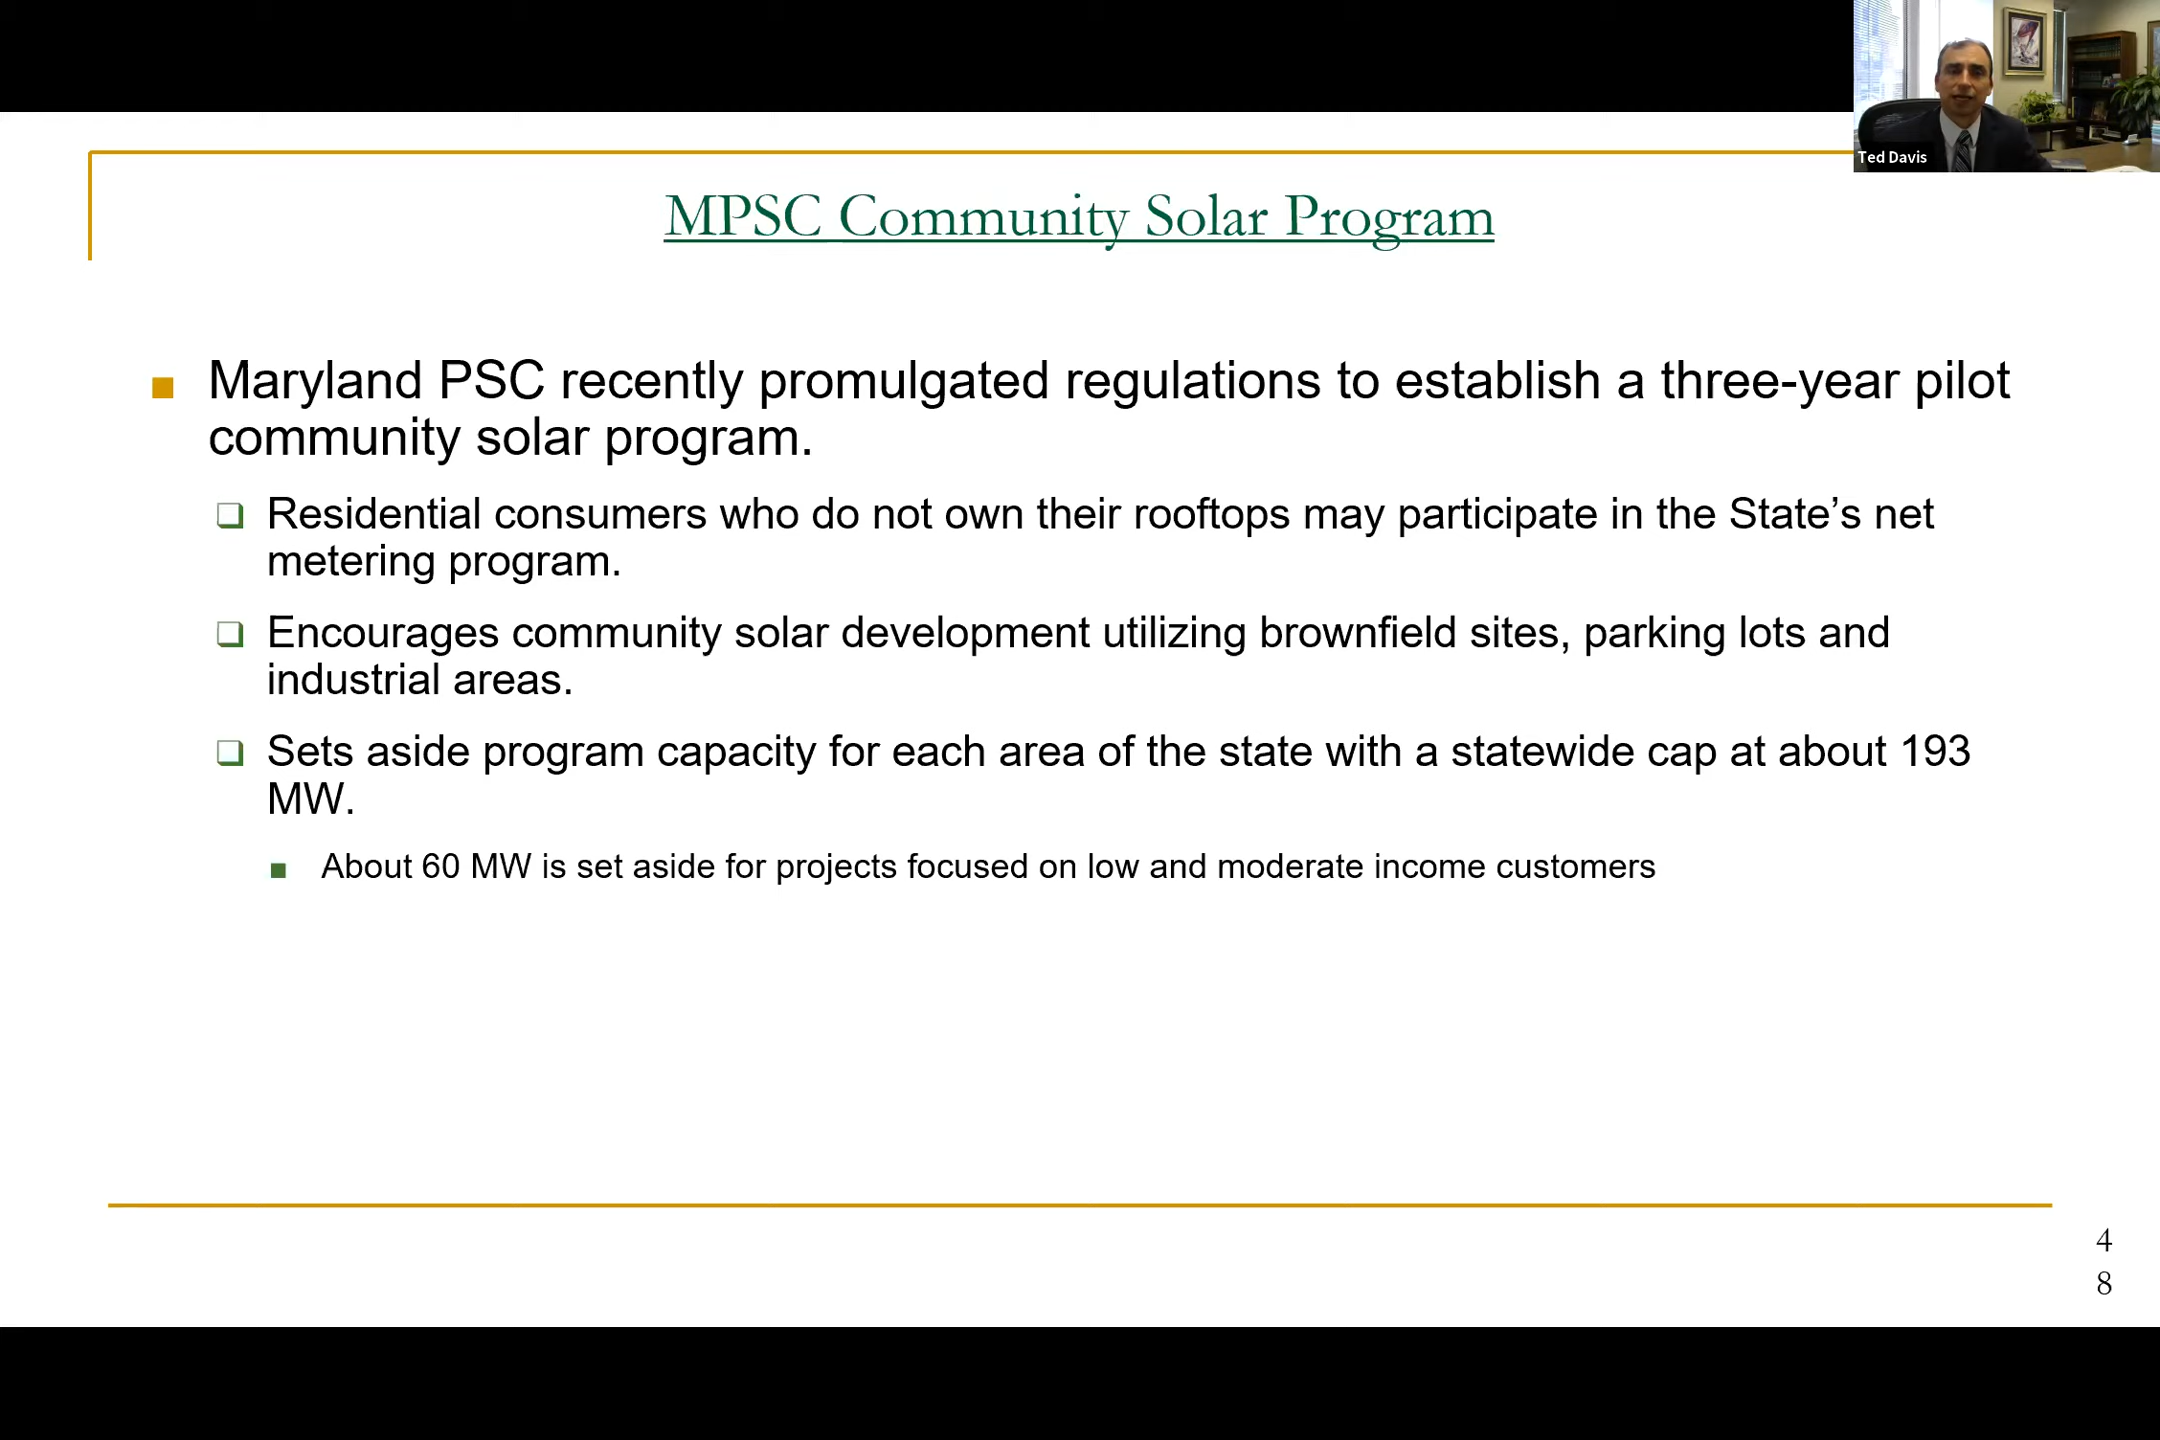 Ted Davis
MPSC Community Solar Program
Maryland PSC recently promulgated regulations to establish a three-year pilot
community solar program.
Residential consumers who do not own their rooftops may participate in the State’s net
metering program.
Encourages community solar development utilizing brownfield sites, parking lots and
industrial areas.
Sets aside program capacity for each area of the state with a statewide cap at about 193
MW.
About 60 MW is set aside for projects focused on low and moderate income customers
4
8